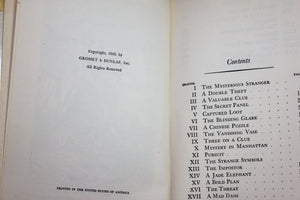 Copyright, 1939, by
GROSSET & DUNLAP, Inc.
All Rights Reserved
PRINTED IN THE UNITED STATES OF AMERICA
Contents
CHAPTER
I THE MYSTERIOUS STRANGER
II A DOUBLE THEFT
III A VALUABLE CLUE
IV THE SECRET PANEL
V CAPTURED LOOT
VI THE BLINDING GLARE
VII A CHINESE PUZZLE
VIII THE VANISHING VASE
IX THREE ON A CLUE
X MYSTERY IN MANHATTAN
XI PURSUIT
XII THE STRANGE SYMBOLS
XIII THE IMPOSTOR
XIV A JADE ELEPHANT
XV A BOLD PLAN
XVI THE THREAT
XVII A MAD DASH